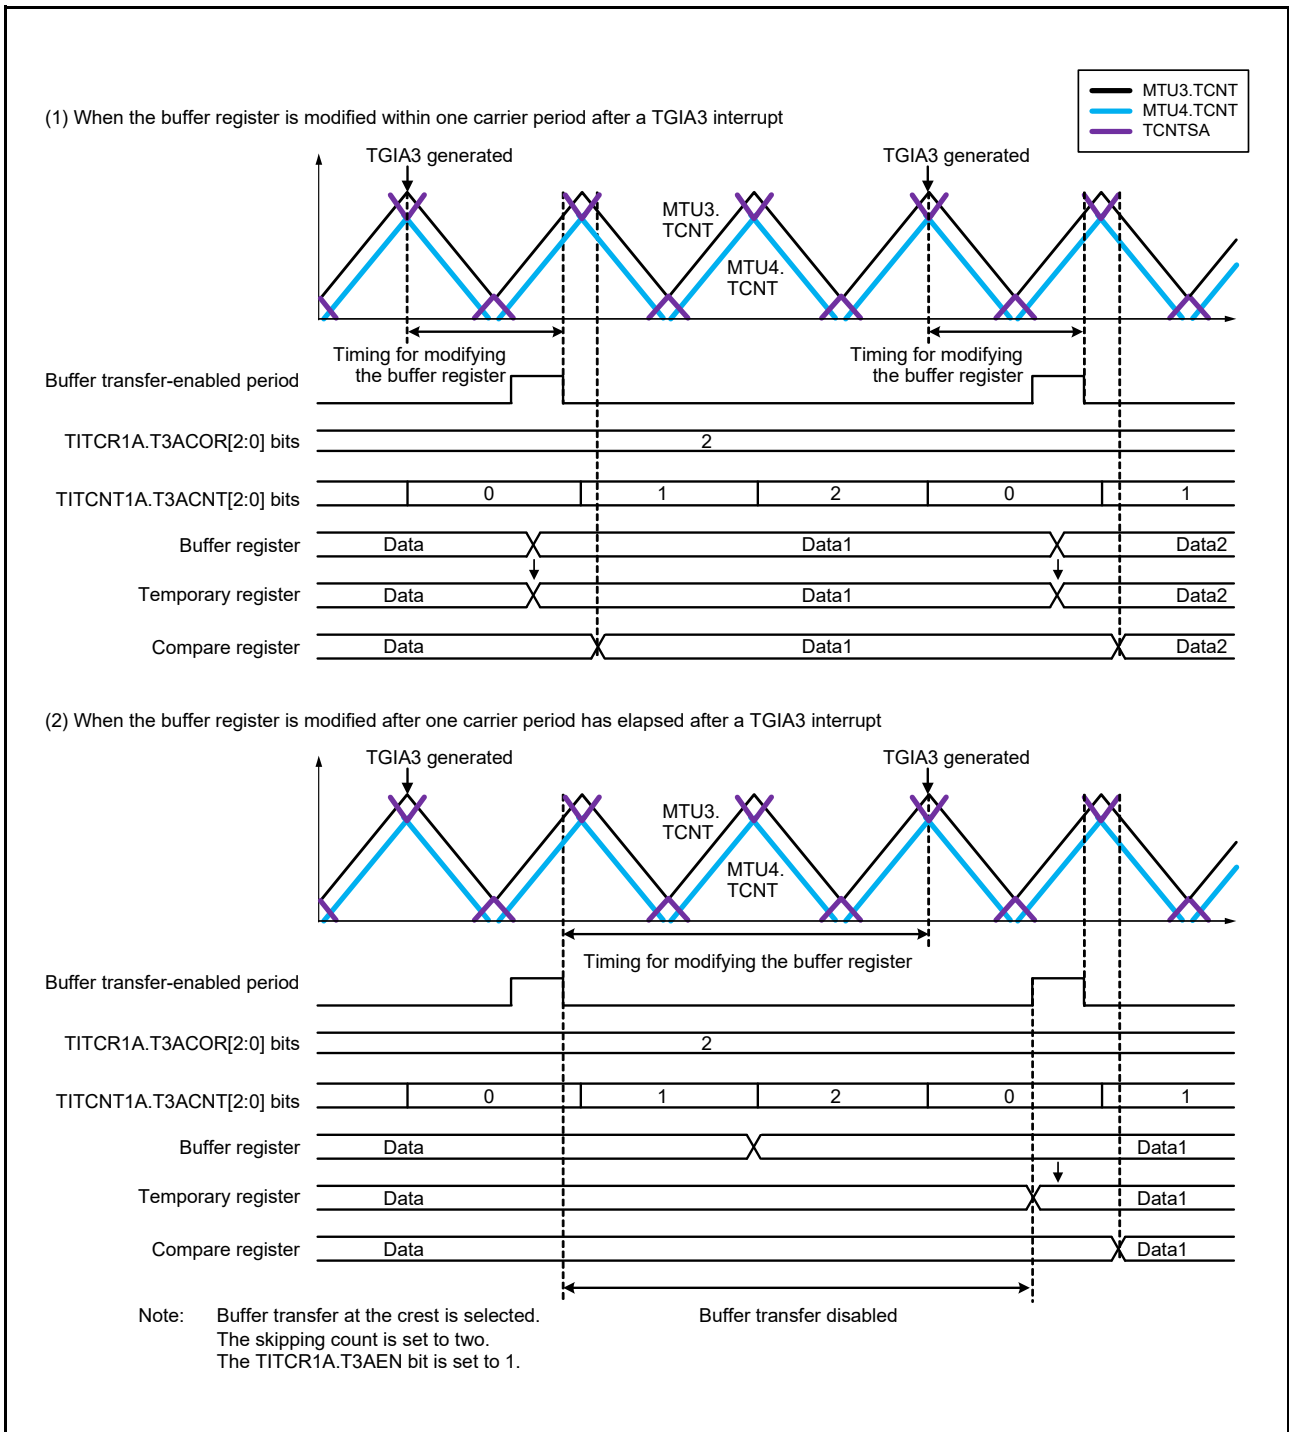 MTU3.TCNT
MTU4.TCNT
TCNTSA
(1) When the buffer register is modified within one carrier period after a TGIA3 interrupt
TGIA3 generated
TGIA3 generated
MTU3.
TCNT
MTU4.
TCNT
Timing for modifying
the buffer register
Timing for modifying
the buffer register
Buffer transfer-enabled period
TITCR1A.T3ACOR[2:0] bits
2
TITCNT1A.T3ACNT[2:0] bits
0 1 2 0 1
Buffer register
Data Data1 Data2
Temporary register
Data Data1 Data2
Compare register
Data Data1 Data2
(2) When the buffer register is modified after one carrier period has elapsed after a TGIA3 interrupt
TGIA3 generated
TGIA3 generated
MTU3.
TCNT
MTU4.
TCNT
Timing for modifying the buffer register
Buffer transfer-enabled period
TITCR1A.T3ACOR[2:0] bits
2
TITCNT1A.T3ACNT[2:0] bits
0 1 2 0 1
Buffer register
Data Data1
Temporary register
Data Data1
Compare register
Data Data1
Buffer transfer disabled
Note: Buffer transfer at the crest is selected.
The skipping count is set to two.
The TITCR1A.T3AEN bit is set to 1.